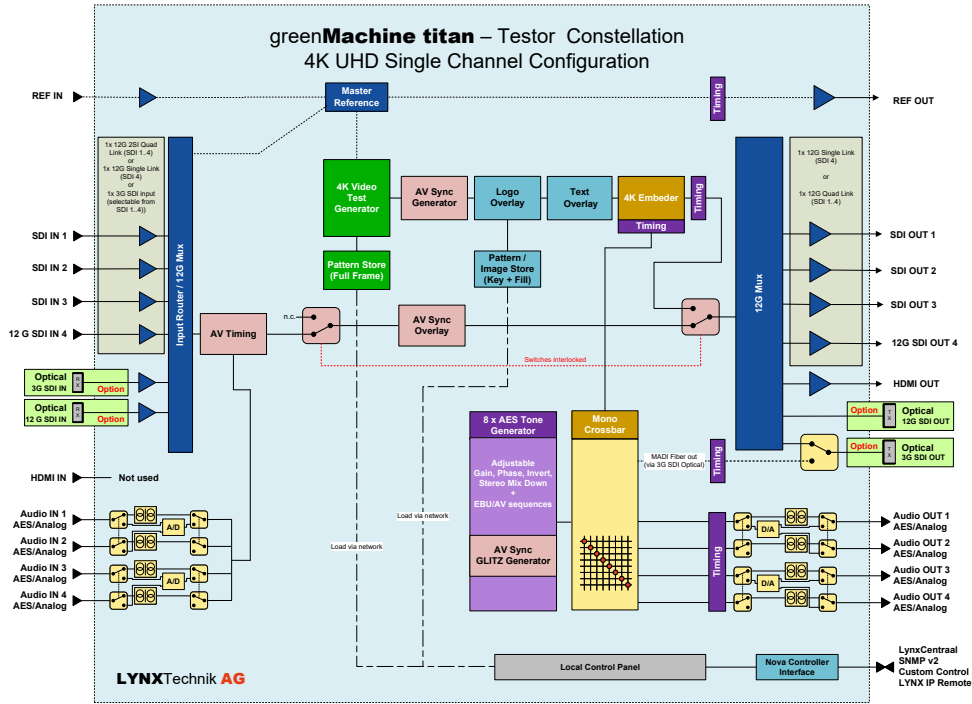 greenMachine titan – Testor Constellation
4K UHD Single Channel Configuration
REF IN
Master
Reference
Timing
REF OUT
1x 12G 2SI Quad
Link (SDI 1..4)
or
1x 12G Single Link
(SDI 4)
or
1x 3G SDI input
(selectable from
SDI 1..4))
Input Router / 12G Mux
4K Video
Test
Generator
AV Sync
Generator
Logo
Overlay
Text
Overlay
4K Embeder
Timing
Timing
12G Mux
1x 12G Single Link
(SDI 4)
or
1x 12G Quad Link
(SDI 1..4)
SDI IN 1
SDI IN 2
SDI IN 3
12 G SDI IN 4
Pattern Store
(Full Frame)
Pattern /
Image Store
(Key + Fill)
SDI OUT 1
SDI OUT 2
SDI OUT 3
12G SDI OUT 4
HDMI OUT
AV Timing
n.c.
AV Sync
Overlay
Switches interlocked
Optical
3G SDI IN
RX
Option
Optical
12 G SDI IN
RX
Option
Option
TX
Optical
12G SDI OUT
Option
TX
Optical
3G SDI OUT
8 x AES Tone
Generator
Adjustable
Gain, Phase, Invert,
Stereo Mix Down
+
EBU/AV sequences
AV Sync
GLITZ Generator
Mono
Crossbar
MADI Fiber out
(via 3G SDI Optical)
Timing
HDMI IN
Not used
Load via network
Load via network
Audio IN 1
AES/Analog
Audio IN 2
AES/Analog
Audio IN 3
AES/Analog
Audio IN 4
AES/Analog
A/D
A/D
Timing
D/A
D/A
Audio OUT 1
AES/Analog
Audio OUT 2
AES/Analog
Audio OUT 3
AES/Analog
Audio OUT 4
AES/Analog
Local Control Panel
Nova Controller
Interface
LynxCentraal
SNMP v2
Custom Control
LYNX IP Remote
LYNXTechnik AG